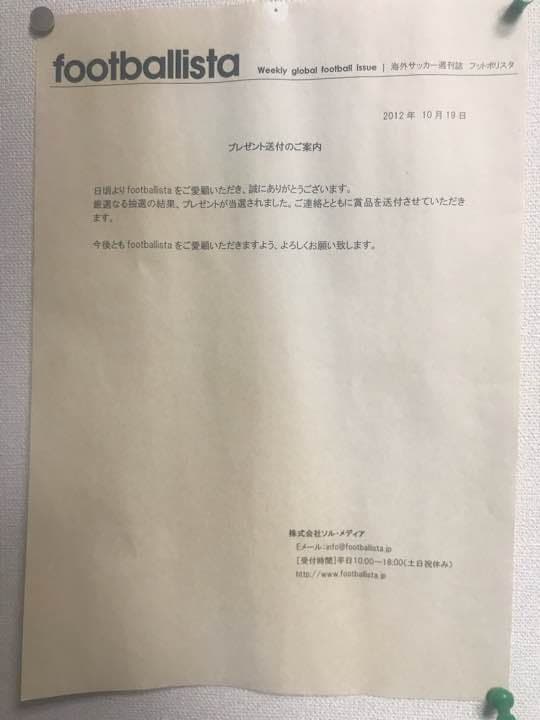 footballista Weekly global football issue | 海外サッカー週刊誌 フットボリスタ
2012年 10月19日
プレゼント送付のご案内
日頃より footballista をご愛顧いただき、誠にありがとうございます。
厳選なる抽選の結果、プレゼントが当選されました。ご連絡とともに賞品を送付させていただき
ます。
今後とも footballista をご愛顧いただきますよう、よろしくお願い致します。
株式会社ソル・メディア
Eメール:info@footballista.jp
[受付時間]平日10:00～18:00(土日祝休み)
http://www.footballista.jp